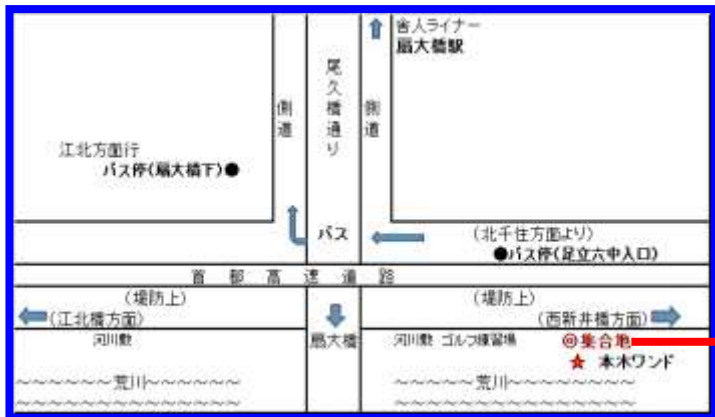 舎人ライナー
扇大橋駅
尾久橋通り
側道
側道
江北方面行
バス停(扇大橋下)●
バス
(北千住方面より)
●バス停(足立六中入口)
首都高速道路
(堤防上)
(江北橋方面)
(堤防上)
(西新井橋方面)
河川敷
扇大橋
河川敷 ゴルフ練習場
◎集合地
★ 本木ワンド
~~~~~~荒川~~~~~~
~~~~~~荒川~~~~~~